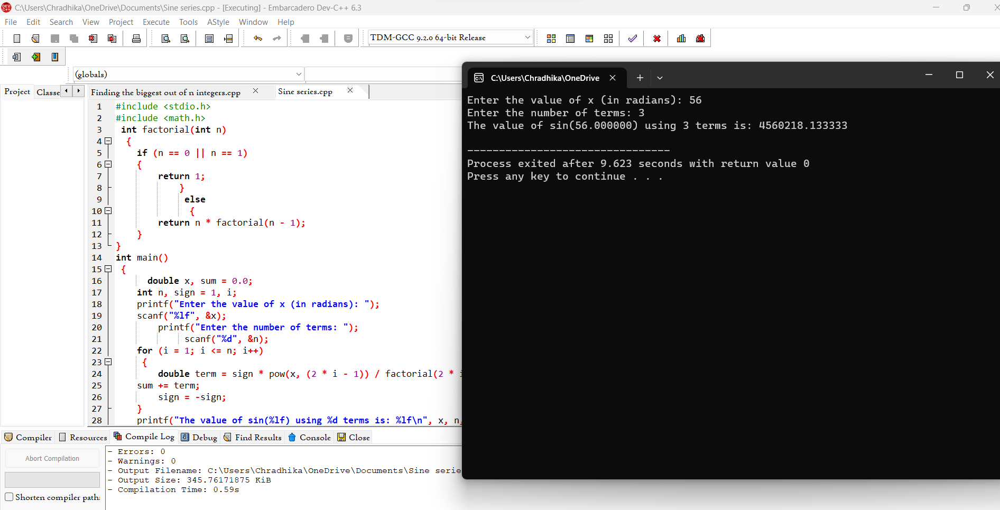 C:\Users\Chradhika\OneDrive\Documents\Sine series.cpp - [Executing] - Embarcadero Dev-C++ 6.3
File Edit Search View Project Execute Tools AStyle Window Help
TDM-GCC 9.2.0 64-bit Release
(globals)
Project Classe
Finding the biggest out of n integers.cpp Sine series.cpp
1 #include <stdio.h>
2 #include <math.h>
3 int factorial(int n)
4 {
5 if (n == 0 || n == 1)
6 {
7 return 1;
8 }
9 else
10 {
11 return n * factorial(n - 1);
12 }
13 }
14 int main()
15 {
16 double x, sum = 0.0;
17 int n, sign = 1, i;
18 printf("Enter the value of x (in radians): ");
19 scanf("%lf", &x);
20 printf("Enter the number of terms: ");
21 scanf("%d", &n);
22 for (i = 1; i <= n; i++)
23 {
24 double term = sign * pow(x, (2 * i - 1)) / factorial(2 * i
25 sum += term;
26 sign = -sign;
27 }
28 printf("The value of sin(%lf) using %d terms is: %lf\n", x, n,
C:\Users\Chradhika\OneDrive
Enter the value of x (in radians): 56
Enter the number of terms: 3
The value of sin(56.000000) using 3 terms is: 4560218.133333
--------------------------------
Process exited after 9.623 seconds with return value 0
Press any key to continue . . .
Compiler Resources Compile Log Debug Find Results Console Close
Abort Compilation
Shorten compiler paths
- Errors: 0
- Warnings: 0
- Output Filename: C:\Users\Chradhika\OneDrive\Documents\Sine serie
- Output Size: 345.76171875 KiB
- Compilation Time: 0.59s